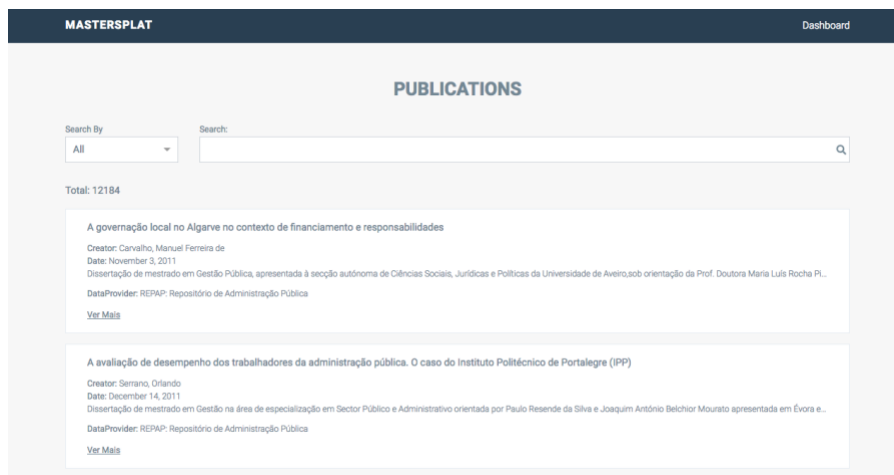 MASTERSPLAT Dashboard
PUBLICATIONS
Search By Search:
All
Total: 12184
A governação local no Algarve no contexto de financiamento e responsabilidades
Creator: Carvalho, Manuel Ferreira de
Date: November 3, 2011
Dissertação de mestrado em Gestão Pública, apresentada à secção autónoma de Ciências Sociais, Jurídicas e Políticas da Universidade de Aveiro,sob orientação da Prof. Doutora Maria Luís Rocha Pi...
DataProvider: REPAP: Repositório de Administração Pública
Ver Mais
A avaliação de desempenho dos trabalhadores da administração pública. O caso do Instituto Politécnico de Portalegre (IPP)
Creator: Serrano, Orlando
Date: December 14, 2011
Dissertação de mestrado em Gestão na área de especialização em Sector Público e Administrativo orientada por Paulo Resende da Silva e Joaquim António Belchior Mourato apresentada em Évora e...
DataProvider: REPAP: Repositório de Administração Pública
Ver Mais